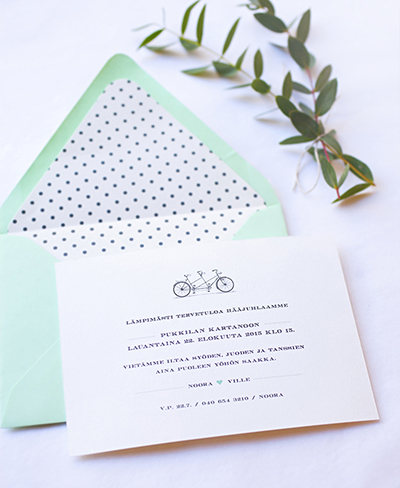 LÄMPIMÄSTI TERVETULOA HÄÄJUHLAAMME
PUKKILAN KARTANOON
LAUANTAINA 22. ELOKUUTA 2015 KLO 15.
VIETÄMME ILTAA SYÖDEN, JUODEN JA TANSSIEN
AINA PUOLEEN YÖHÖN SAAKKA.
NOORA ♥ VILLE
V.P. 22.7. / 040 654 3210 / NOORA